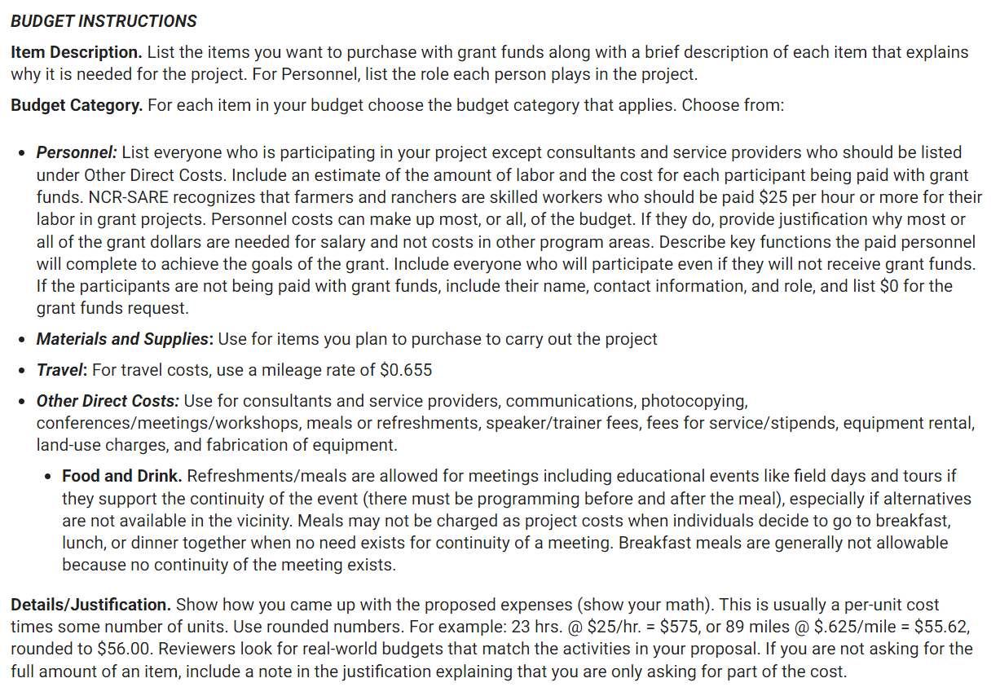 BUDGET INSTRUCTIONS
Item Description. List the items you want to purchase with grant funds along with a brief description of each item that explains
why it is needed for the project. For Personnel, list the role each person plays in the project.
Budget Category. For each item in your budget choose the budget category that applies. Choose from:
• Personnel: List everyone who is participating in your project except consultants and service providers who should be listed
under Other Direct Costs. Include an estimate of the amount of labor and the cost for each participant being paid with grant
funds. NCR-SARE recognizes that farmers and ranchers are skilled workers who should be paid $25 per hour or more for their
labor in grant projects. Personnel costs can make up most, or all, of the budget. If they do, provide justification why most or
all of the grant dollars are needed for salary and not costs in other program areas. Describe key functions the paid personnel
will complete to achieve the goals of the grant. Include everyone who will participate even if they will not receive grant funds.
If the participants are not being paid with grant funds, include their name, contact information, and role, and list $0 for the
grant funds request.
• Materials and Supplies: Use for items you plan to purchase to carry out the project
• Travel: For travel costs, use a mileage rate of $0.655
• Other Direct Costs: Use for consultants and service providers, communications, photocopying,
conferences/meetings/workshops, meals or refreshments, speaker/trainer fees, fees for service/stipends, equipment rental,
land-use charges, and fabrication of equipment.
• Food and Drink. Refreshments/meals are allowed for meetings including educational events like field days and tours if
they support the continuity of the event (there must be programming before and after the meal), especially if alternatives
are not available in the vicinity. Meals may not be charged as project costs when individuals decide to go to breakfast,
lunch, or dinner together when no need exists for continuity of a meeting. Breakfast meals are generally not allowable
because no continuity of the meeting exists.
Details/Justification. Show how you came up with the proposed expenses (show your math). This is usually a per-unit cost
times some number of units. Use rounded numbers. For example: 23 hrs. @ $25/hr. = $575, or 89 miles @ $.625/mile = $55.62,
rounded to $56.00. Reviewers look for real-world budgets that match the activities in your proposal. If you are not asking for the
full amount of an item, include a note in the justification explaining that you are only asking for part of the cost.